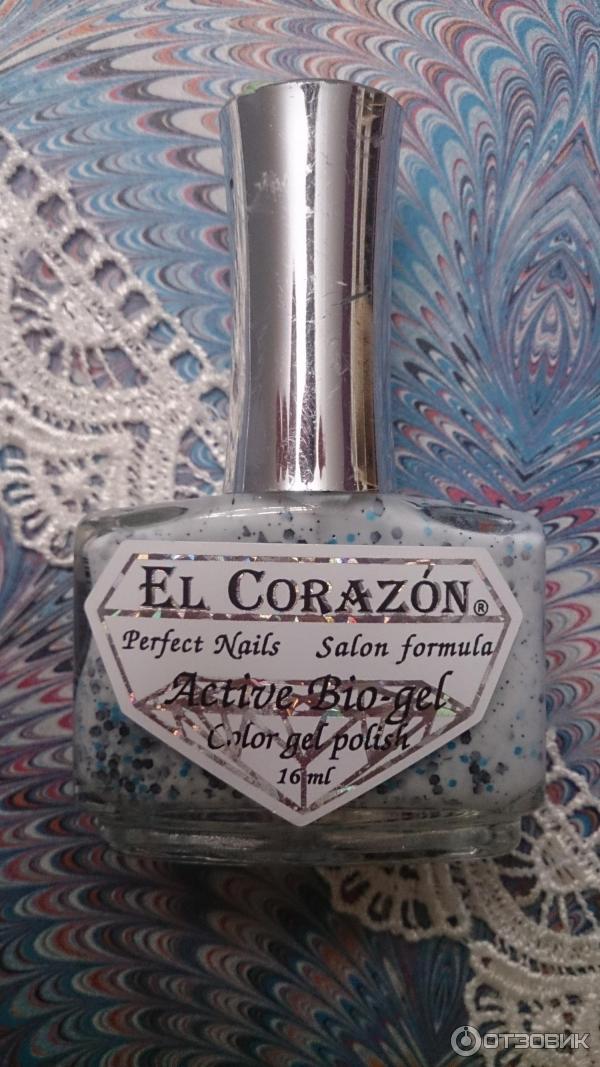 EL CORAZÓN®
Perfect Nails Salon formula
Active Bio-gel
Color gel polish
16 ml
ОТЗОВИК